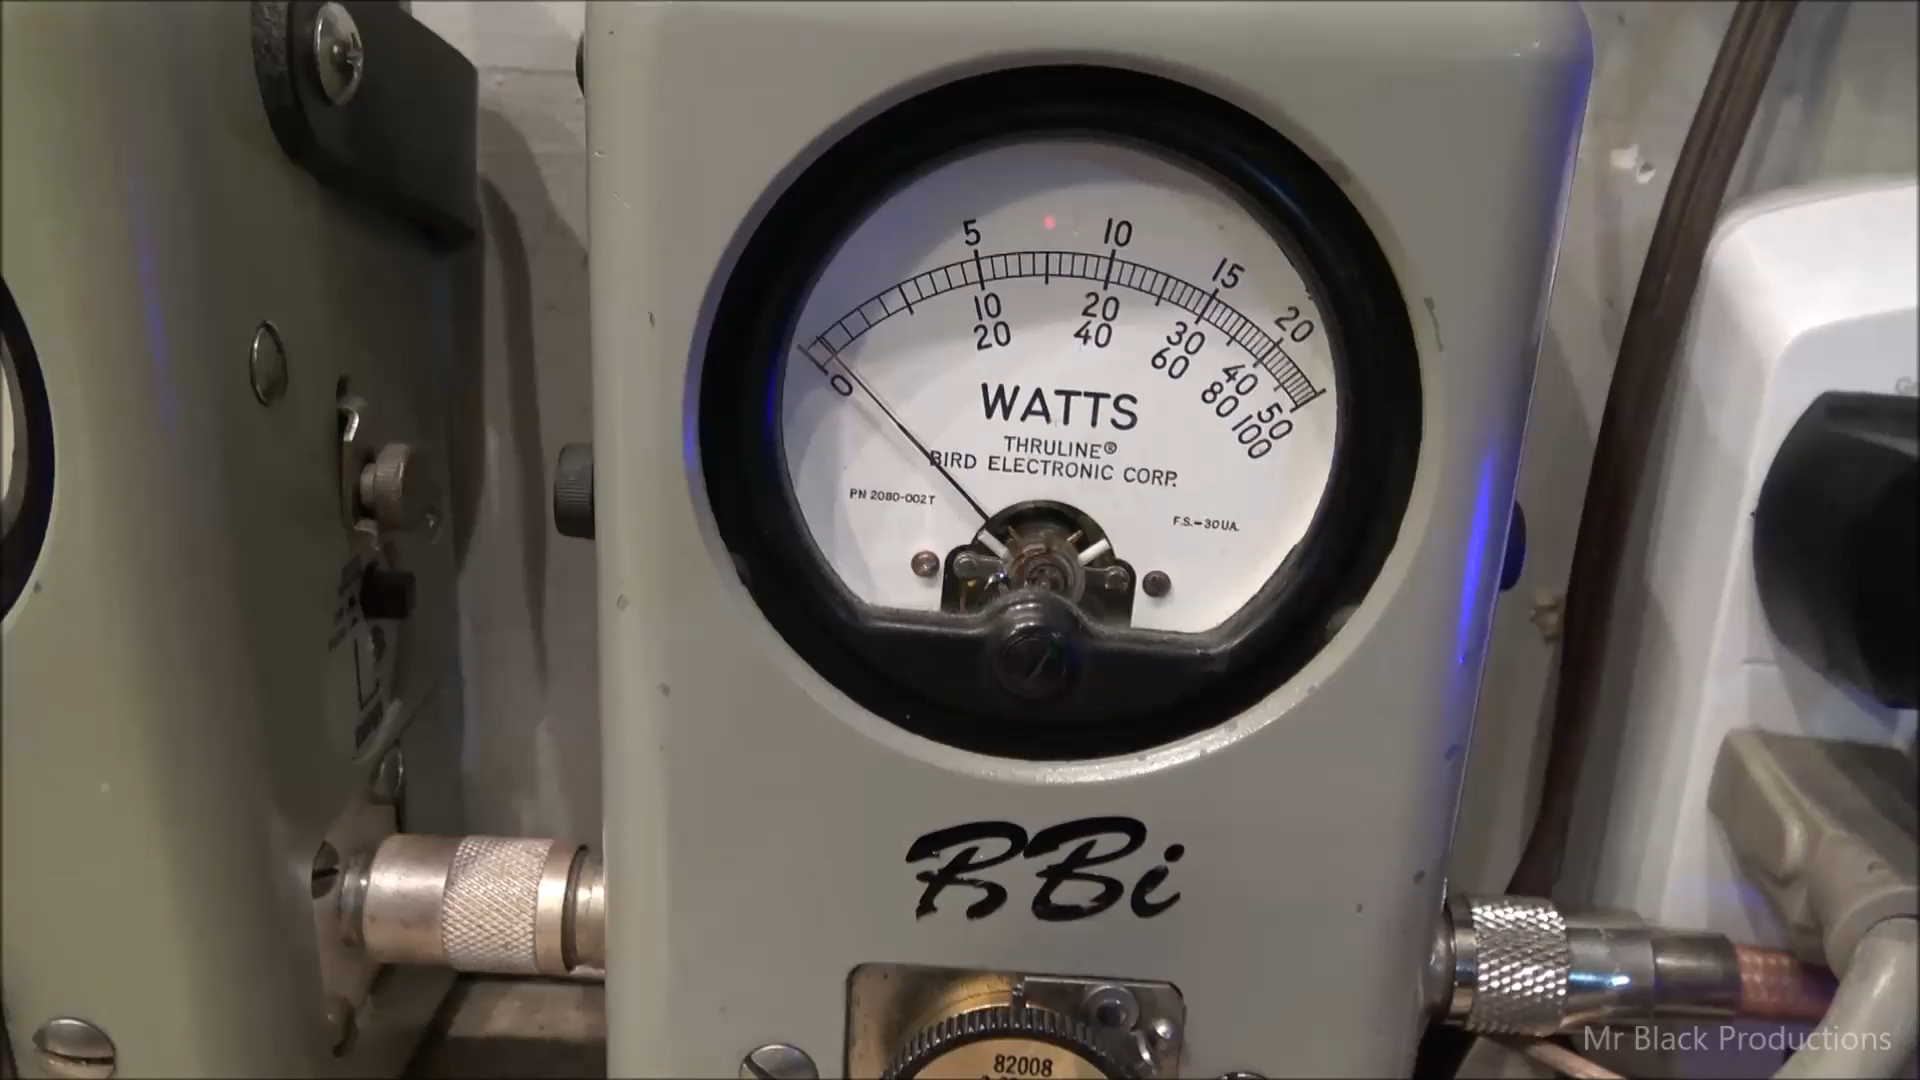 5 10 15 20
0 10 20 30 40 50
20 40 60 80 100
WATTS
THRULINE®
BIRD ELECTRONIC CORP.
PN 2080-002T
F.S.-30UA.
RBi
82008
Mr Black Productions